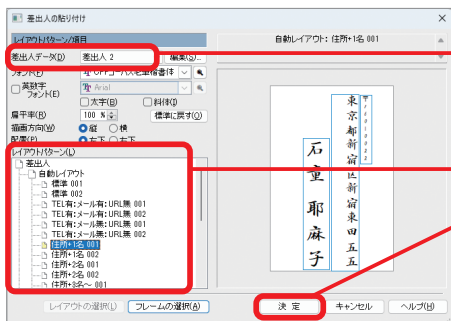 差出人の貼り付け
レイアウトパターン/項目
自動レイアウト: 住所+1名 001
差出人データ(D)
差出人 2
編集(S)...
フォント(F)
英数字
フォント(E)
Arial
太字(B)
斜体(I)
扁平率(R)
100 %
標準に戻す(O)
描画方向(W)
縦
横
配置(P)
左下
右下
レイアウトパターン(L)
差出人
自動レイアウト
標準 001
標準 002
TEL有:メール有:URL無 001
TEL有:メール有:URL無 002
TEL有:メール無:URL無 001
TEL有:メール無:URL無 002
住所+1名 001
住所+1名 002
住所+2名 001
住所+2名 002
住所+3名~ 001
東京都新宿区新宿東四五五
石童 耶麻子
レイアウトの選択(L)
フレームの選択(A)
決 定
キャンセル
ヘルプ(H)